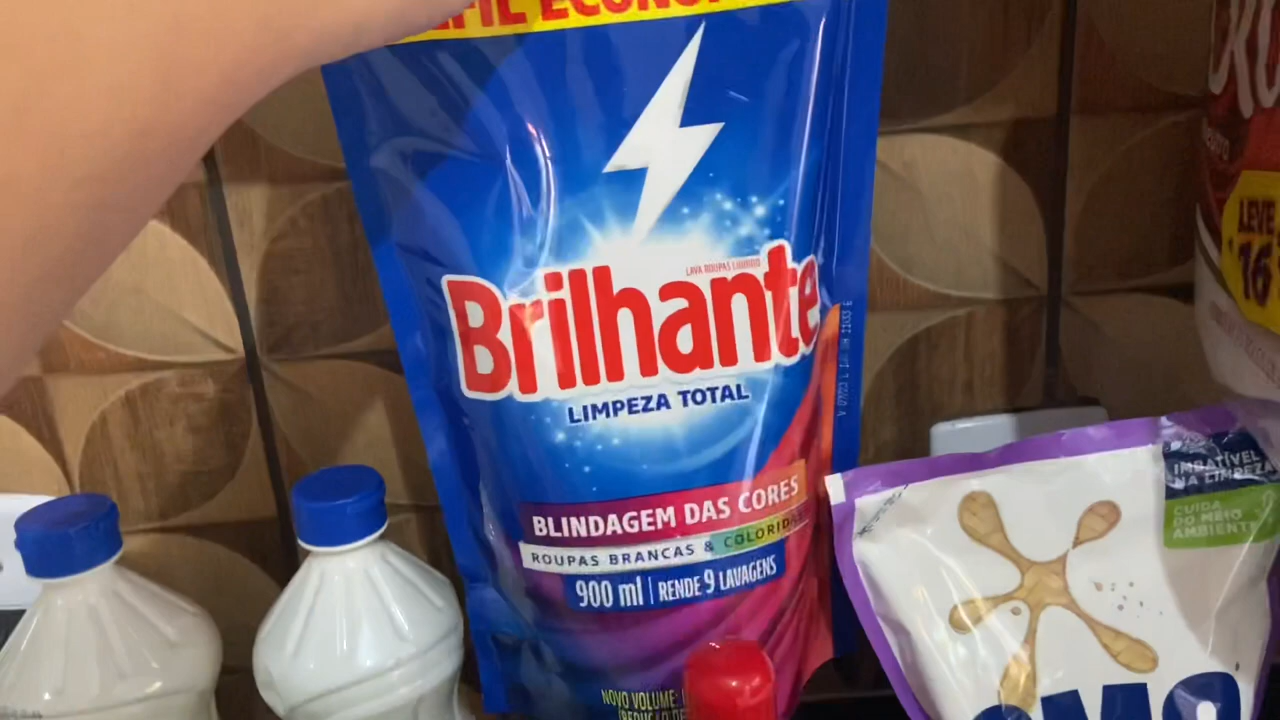 LAVA ROUPAS LÍQUIDO
Brilhante
LIMPEZA TOTAL
BLINDAGEM DAS CORES
ROUPAS BRANCAS &
900 ml | RENDE 9 LAVAGENS
NOVO VOLUME:
IMBATÍVEL
NA LIMPEZA
CUIDA
DO MEIO
AMBIENTE
LEVE
16